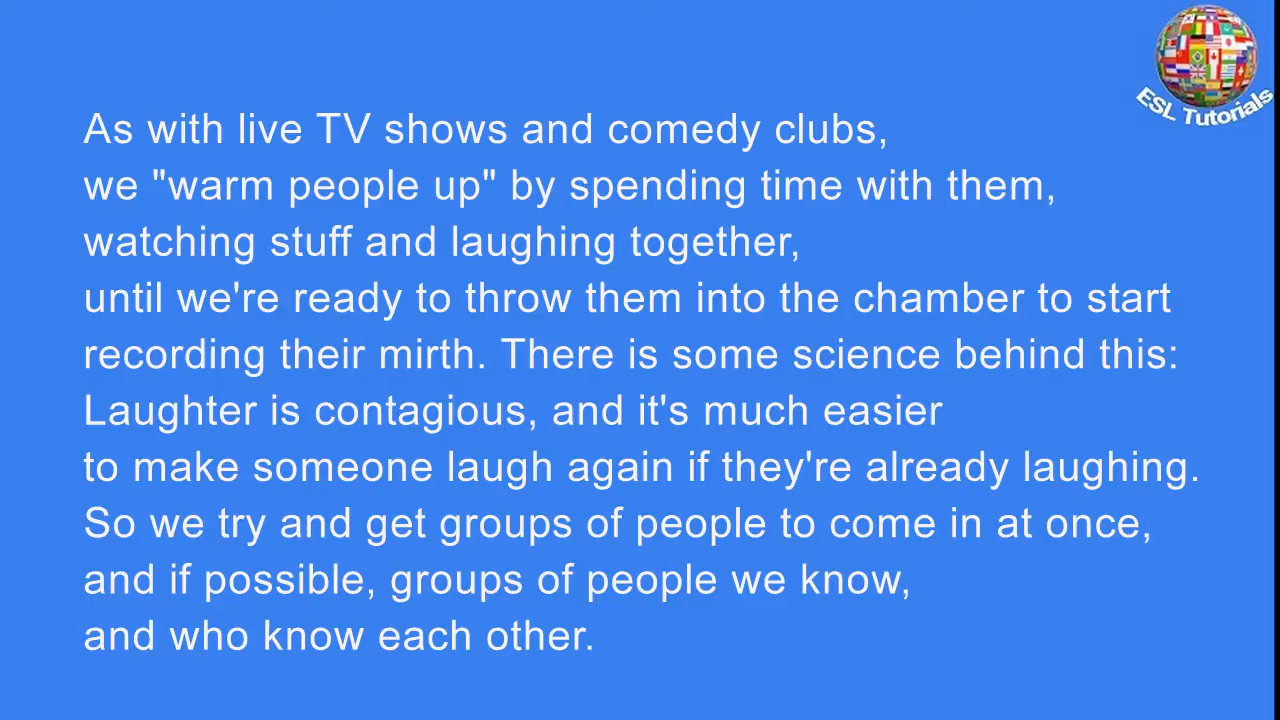 ESL Tutorials
As with live TV shows and comedy clubs,
we "warm people up" by spending time with them,
watching stuff and laughing together,
until we're ready to throw them into the chamber to start
recording their mirth. There is some science behind this:
Laughter is contagious, and it's much easier
to make someone laugh again if they're already laughing.
So we try and get groups of people to come in at once,
and if possible, groups of people we know,
and who know each other.